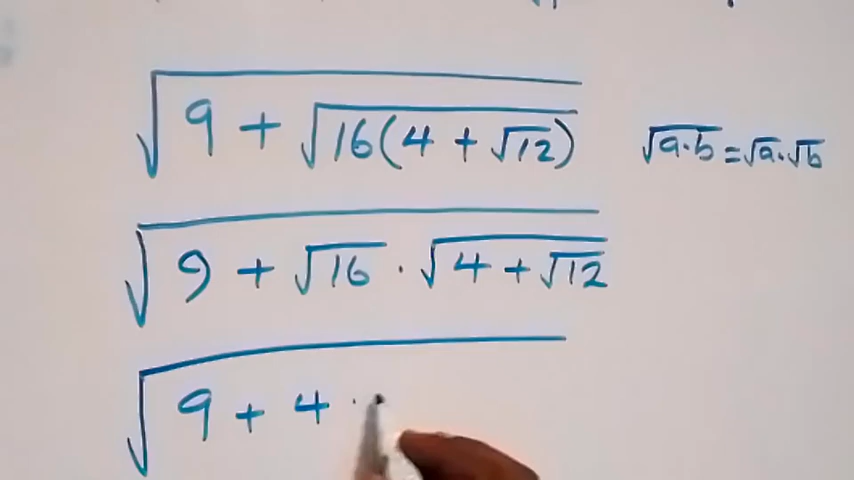 √(9 + √(16(4 + √12))) √(a·b) = √a·√b
√(9 + √16 · √(4 + √12))
√(9 + 4 ·